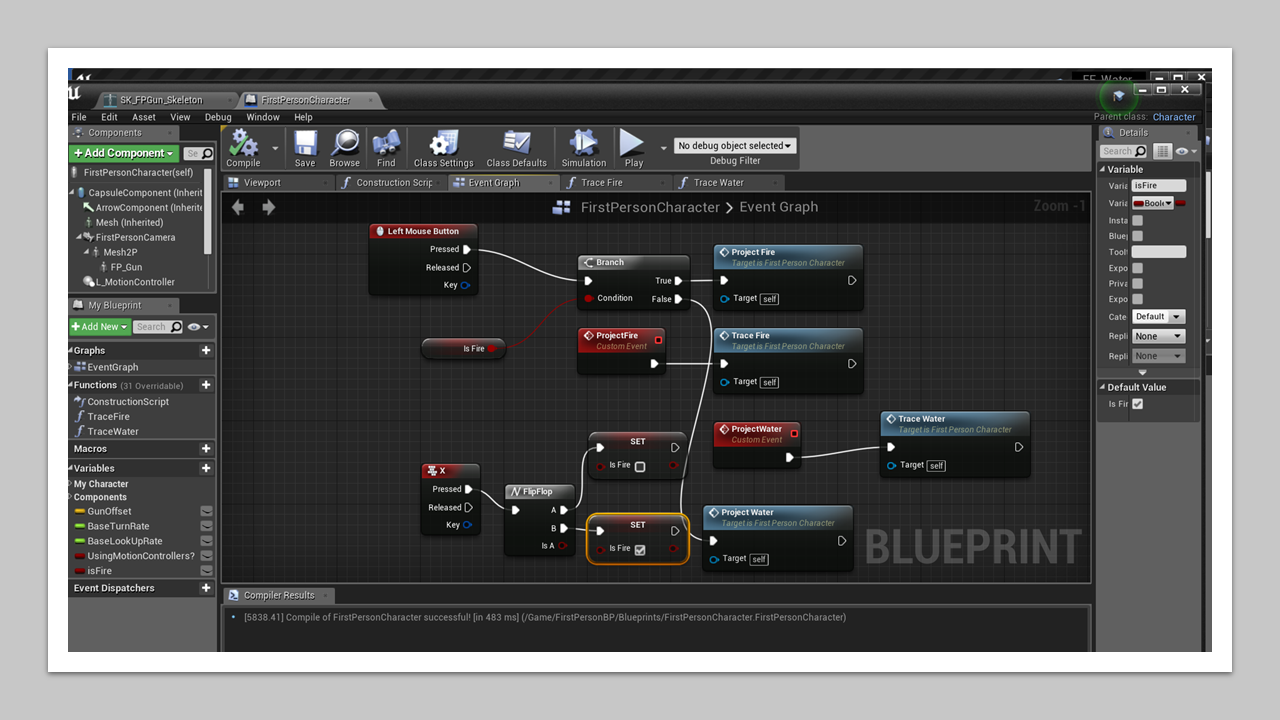 FF_Water
SK_FPGun_Skeleton
FirstPersonCharacter
File Edit Asset View Debug Window Help
Parent class: Character
Components
Details
+ Add Component
Se
Search
Compile
Save
Browse
Find
Class Settings
Class Defaults
Simulation
Play
No debug object selected
Debug Filter
FirstPersonCharacter(self)
CapsuleComponent (Inherit
ArrowComponent (Inherite
Mesh (Inherited)
FirstPersonCamera
Mesh2P
FP_Gun
L_MotionController
My Blueprint
+ Add New
Search
Graphs
EventGraph
Functions (31 Overridable)
ConstructionScript
TraceFire
TraceWater
Macros
Variables
My Character
Components
GunOffset
BaseTurnRate
BaseLookUpRate
UsingMotionControllers?
isFire
Event Dispatchers
Viewport
Construction Scrip
Event Graph
Trace Fire
Trace Water
FirstPersonCharacter > Event Graph
Zoom -1
Left Mouse Button
Pressed
Released
Key
Branch
True
Condition
False
Project Fire
Target is First Person Character
Target self
Is Fire
ProjectFire
Custom Event
Trace Fire
Target is First Person Character
Target self
ProjectWater
Custom Event
Trace Water
Target is First Person Character
Target self
X
Pressed
Released
Key
FlipFlop
A
B
Is A
SET
Is Fire
SET
Is Fire
Project Water
Target is First Person Character
Target self
BLUEPRINT
Compiler Results
[5838.41] Compile of FirstPersonCharacter successful! [in 483 ms] (/Game/FirstPersonBP/Blueprints/FirstPersonCharacter.FirstPersonCharacter)
Variable
Varia isFire
Varia Boole
Insta
Bluep
Toolt
Expo
Priva
Expo
Cate Default
Repli None
Repli None
Default Value
Is Fir